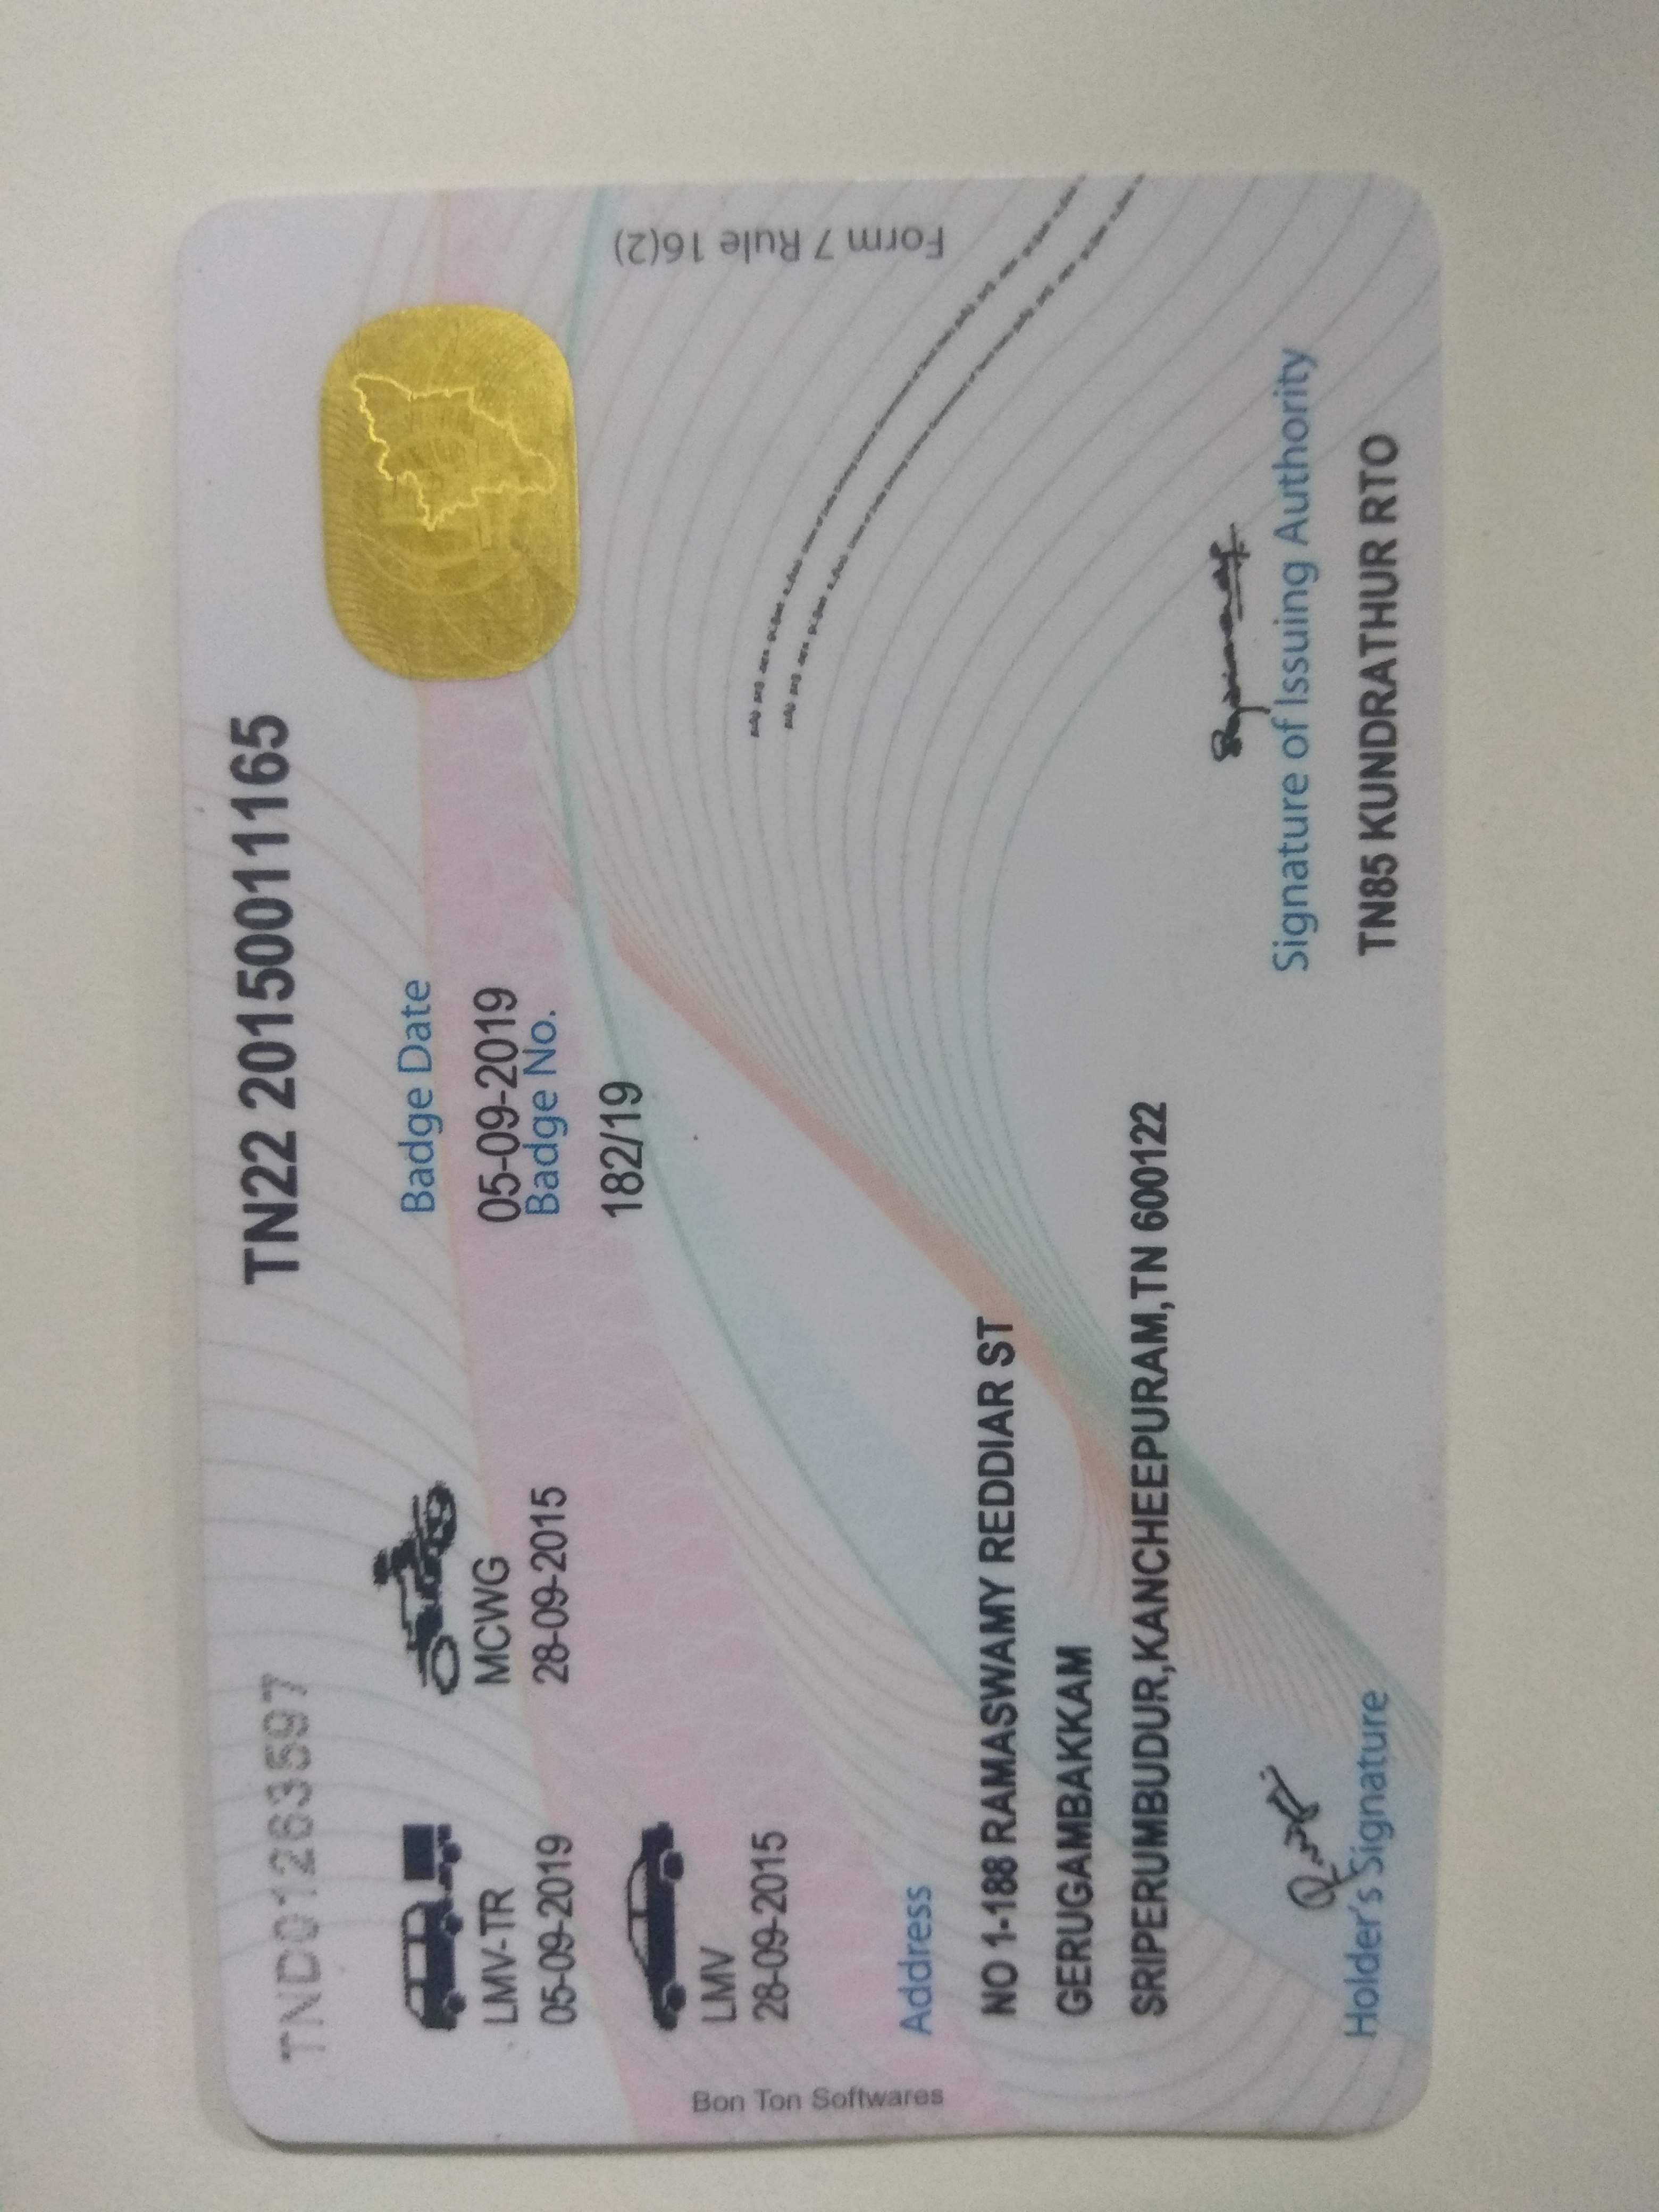 TND01263597
TN22 20150011165
LMV-TR
05-09-2019
MCWG
28-09-2015
Badge Date
05-09-2019
Badge No.
182/19
LMV
28-09-2015
Form 7 Rule 16(2)
Bon Ton Softwares
Address
NO 1-188 RAMASWAMY REDDIAR ST
GERUGAMBAKKAM
SRIPERUMBUDUR,KANCHEEPURAM,TN 600122
Holder's Signature
Signature of Issuing Authority
TN85 KUNDRATHUR RTO